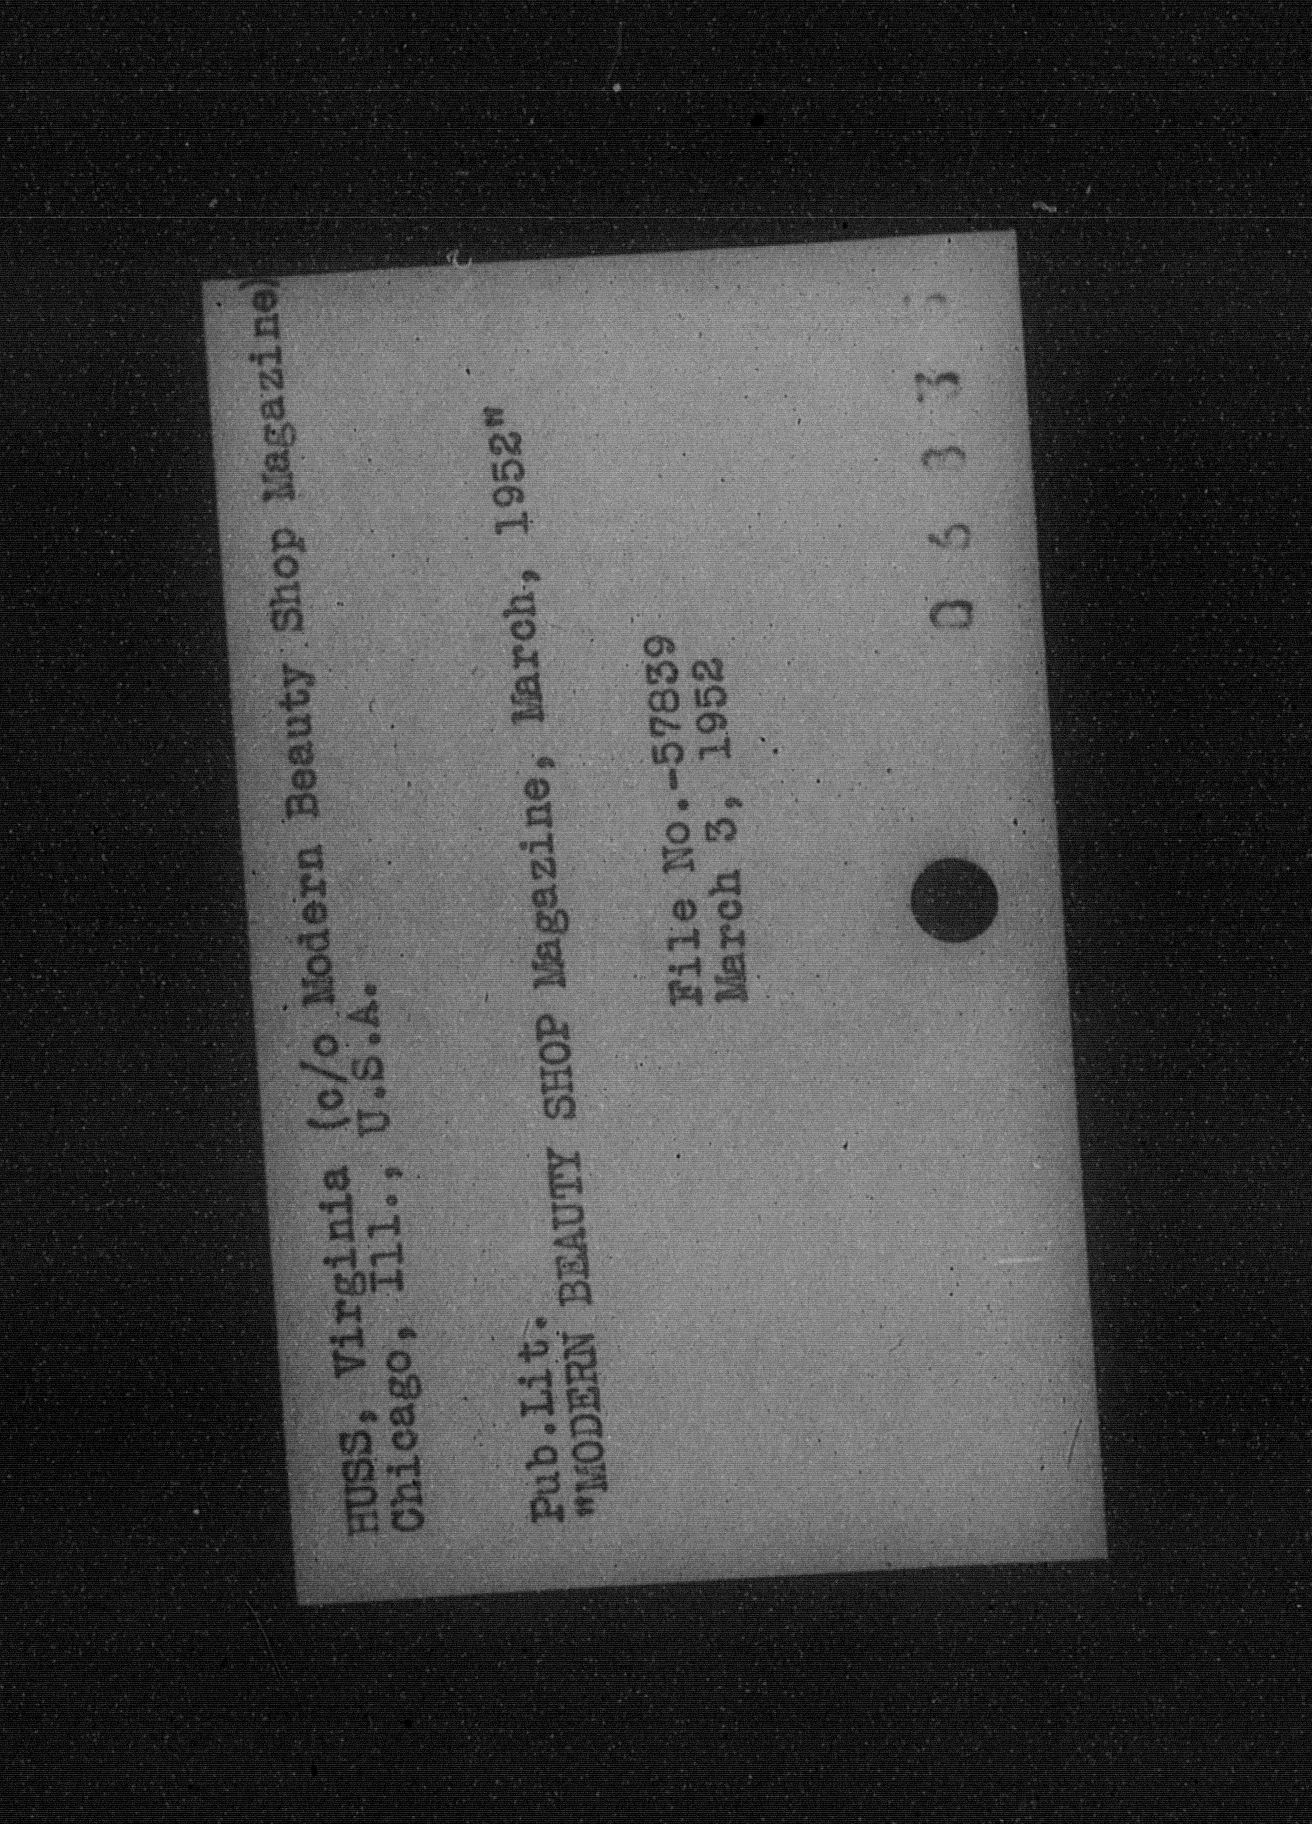 HUSS, Virginia (c/o Modern Beauty Shop Magazine)
Chicago, Ill., U.S.A.
Pub.Lit.
"MODERN BEAUTY SHOP Magazine, March, 1952"
File No.-57839
March 3, 1952